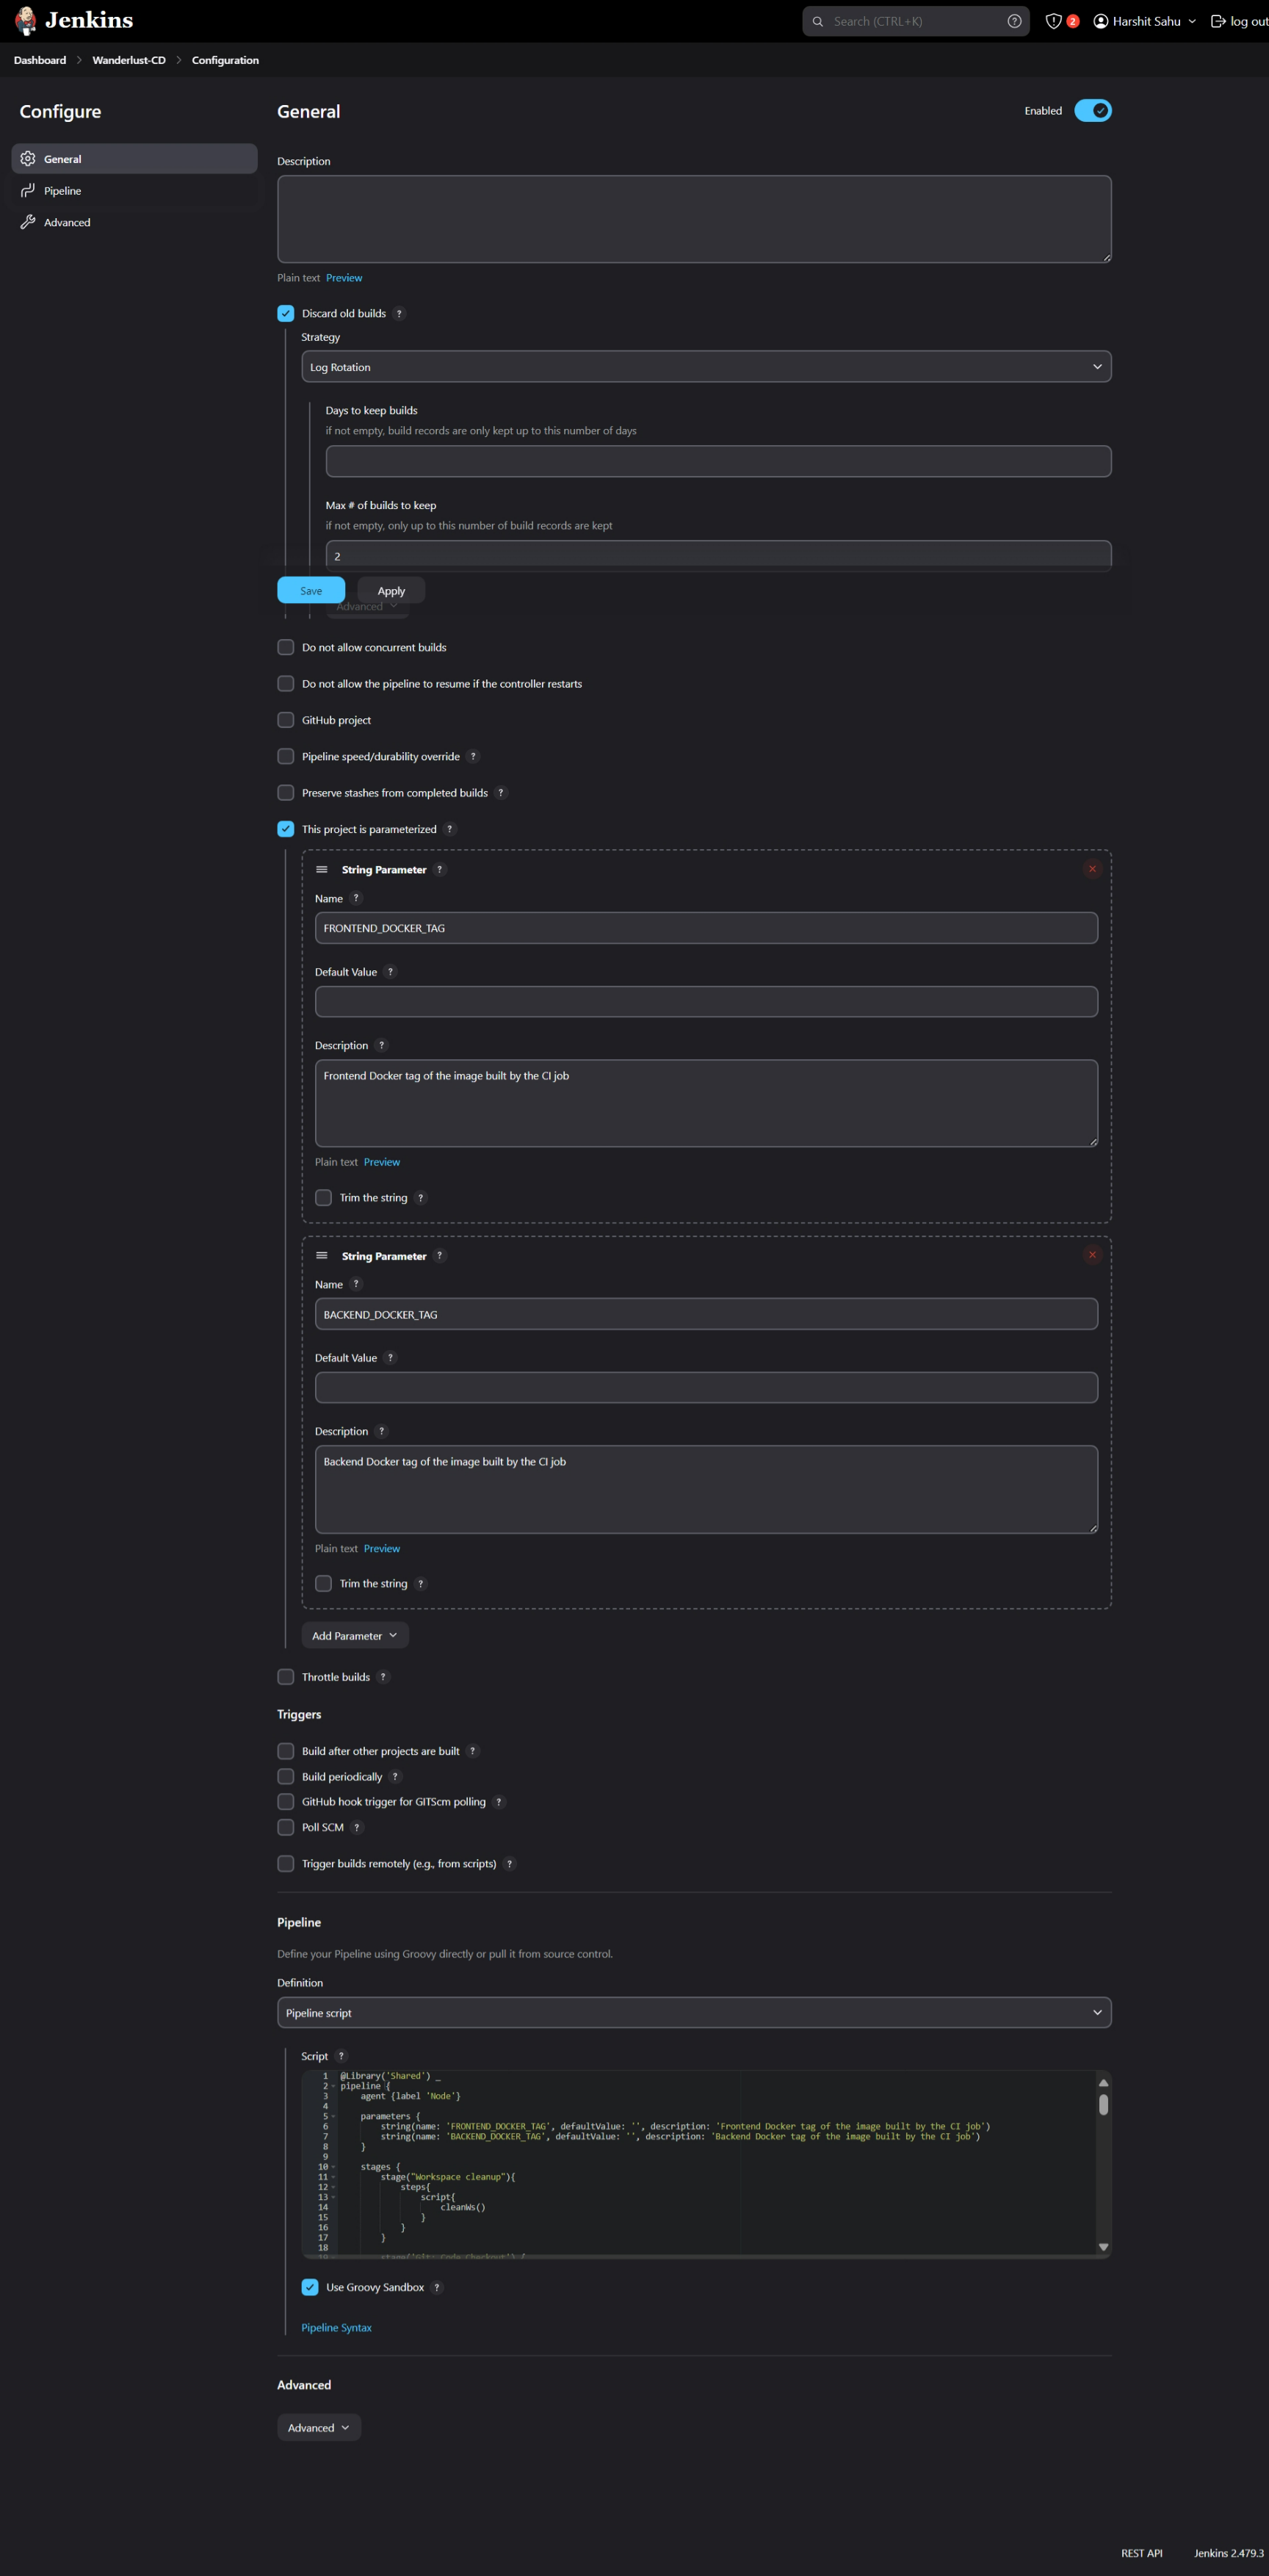 Jenkins
Search (CTRL+K)
2
Harshit Sahu
log out
Dashboard
Wanderlust-CD
Configuration
Configure
General
Pipeline
Advanced
General
Enabled
Description
Plain text Preview
Discard old builds ?
Strategy
Log Rotation
Days to keep builds
if not empty, build records are only kept up to this number of days
Max # of builds to keep
if not empty, only up to this number of build records are kept
2
Save
Apply
Advanced
Do not allow concurrent builds
Do not allow the pipeline to resume if the controller restarts
GitHub project
Pipeline speed/durability override ?
Preserve stashes from completed builds ?
This project is parameterized ?
String Parameter ?
Name ?
FRONTEND_DOCKER_TAG
Default Value ?
Description ?
Frontend Docker tag of the image built by the CI job
Plain text Preview
Trim the string ?
String Parameter ?
Name ?
BACKEND_DOCKER_TAG
Default Value ?
Description ?
Backend Docker tag of the image built by the CI job
Plain text Preview
Trim the string ?
Add Parameter
Throttle builds ?
Triggers
Build after other projects are built ?
Build periodically ?
GitHub hook trigger for GITScm polling ?
Poll SCM ?
Trigger builds remotely (e.g., from scripts) ?
Pipeline
Define your Pipeline using Groovy directly or pull it from source control.
Definition
Pipeline script
Script ?
1 @Library('Shared') _
2 pipeline {
3 agent {label 'Node'}
4
5 parameters {
6 string(name: 'FRONTEND_DOCKER_TAG', defaultValue: '', description: 'Frontend Docker tag of the image built by the CI job')
7 string(name: 'BACKEND_DOCKER_TAG', defaultValue: '', description: 'Backend Docker tag of the image built by the CI job')
8 }
9
10 stages {
11 stage("Workspace cleanup"){
12 steps{
13 script{
14 cleanWs()
15 }
16 }
17 }
18
19 stage('Git: Code Checkout') {
Use Groovy Sandbox ?
Pipeline Syntax
Advanced
Advanced
REST API
Jenkins 2.479.3